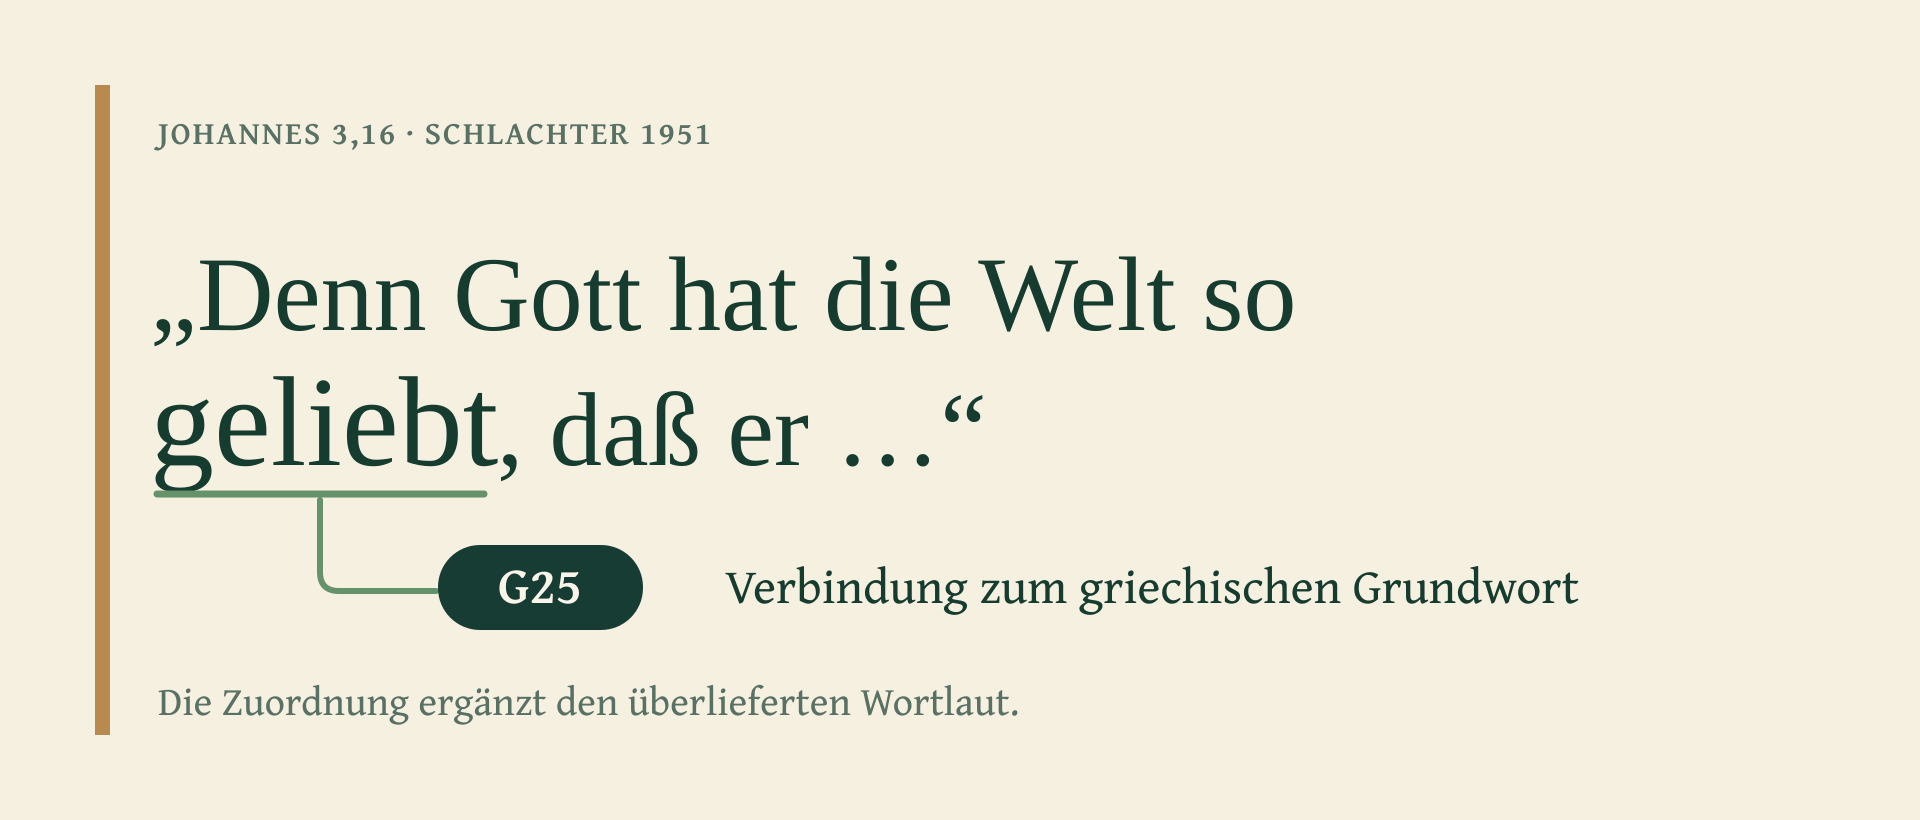 JOHANNES 3,16 · SCHLACHTER 1951
„Denn Gott hat die Welt so
geliebt, daß er …“
G25 Verbindung zum griechischen Grundwort
Die Zuordnung ergänzt den überlieferten Wortlaut.